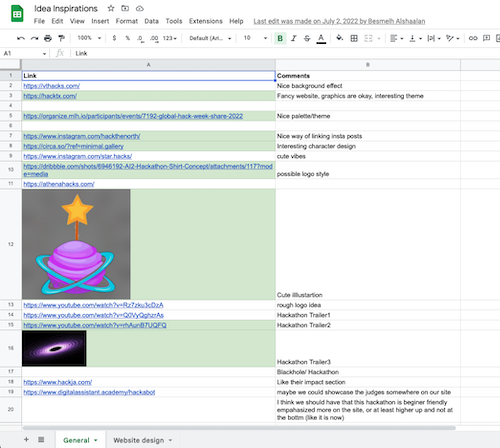 Idea Inspirations
File Edit View Insert Format Data Tools Extensions Help Last edit was made on July 2, 2022 by Besmelh Alshaalan
100% $ % .0 .00 123 Default (Ari... 10 B I S A
A1 Link
A B
1 Link Comments
2 https://vthacks.com/ Nice background effect
3 https://hacktx.com/ Fancy website, graphics are okay, interesting theme
4
5 https://organize.mlh.io/participants/events/7192-global-hack-week-share-2022 Nice palette/theme
6
7 https://www.instagram.com/hackthenorth/ Nice way of linking insta posts
8 https://circa.so/?ref=minimal.gallery Interesting character design
9 https://www.instagram.com/star.hacks/ cute vibes
https://dribbble.com/shots/6946192-AI2-Hackathon-Shirt-Concept/attachments/117?mod
10 e=media possible logo style
11 https://athenahacks.com/
12 Cute illlustartion
13 https://www.youtube.com/watch?v=Rz7zku3cDzA rough logo idea
14 https://www.youtube.com/watch?v=Q0VyQghzrAs Hackathon Trailer1
15 https://www.youtube.com/watch?v=rhAunB7UQFQ Hackathon Trailer2
16 Hackathon Trailer3
17 Blackhole/ Hackathon
18 https://www.hackja.com/ Like their impact section
19 https://www.digitalassistant.academy/hackabot maybe we could showcase the judges somewhere on our site
I think we should have that this hackathon is beginer friendly
20 empahasized more on the site, or at least higher up and not at
the bottm (like it is now)
General Website design